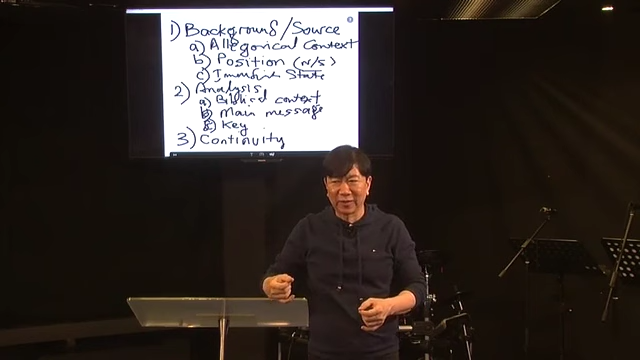 1) Background/Source
a) Allegorical Context
b) Position (N/S)
c) State
2) Analysis
a) Biblical context
b) Main message
c) Key
3) Continuity